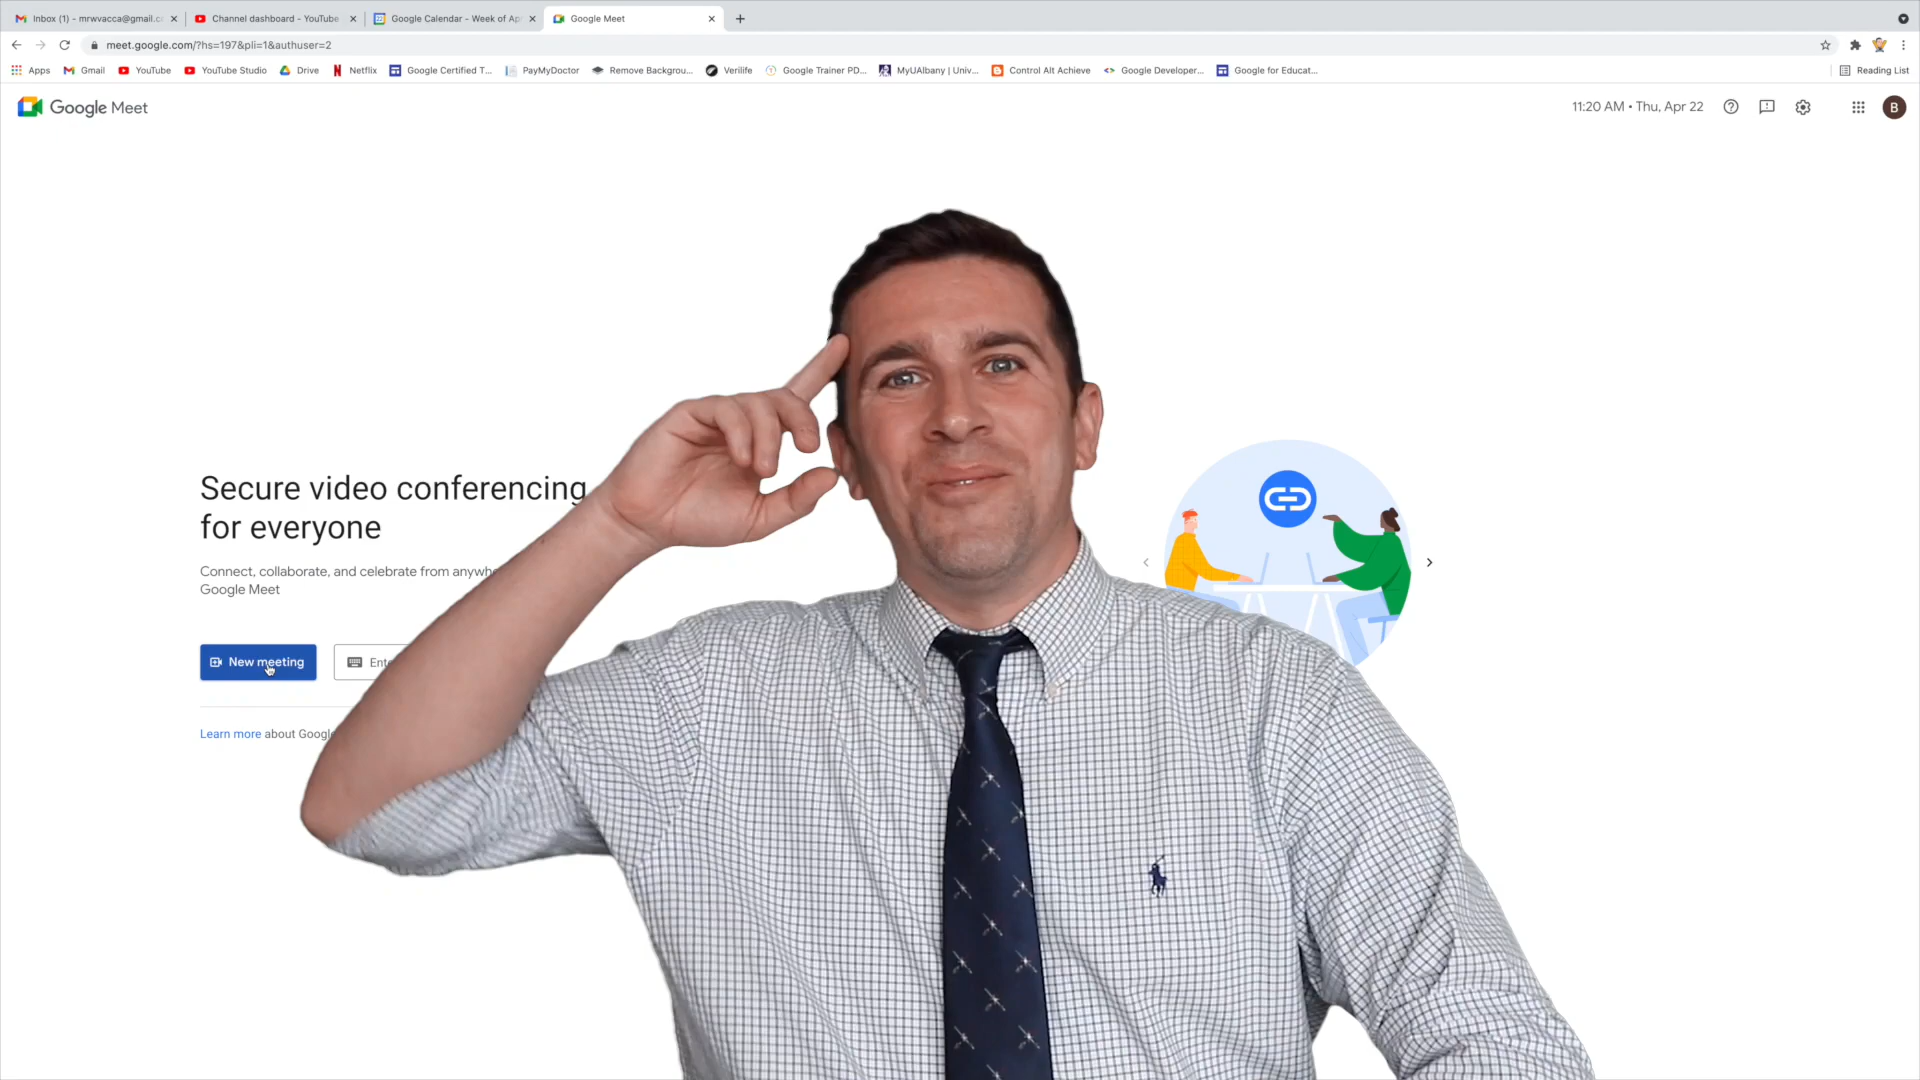 Inbox (1) - mrwvacca@gmail.c
Channel dashboard - YouTube
Google Calendar - Week of Ap
Google Meet
meet.google.com/?hs=197&pli=1&authuser=2
Apps
Gmail
YouTube
YouTube Studio
Drive
Netflix
Google Certified T...
PayMyDoctor
Remove Backgrou...
Verilife
Google Trainer PD...
MyUAlbany | Univ...
Control Alt Achieve
Google Developer...
Google for Educat...
Reading List
Google Meet
11:20 AM • Thu, Apr 22
B
Secure video conferencing
for everyone
Connect, collaborate, and celebrate from anywh
Google Meet
New meeting
Ente
Learn more about Google